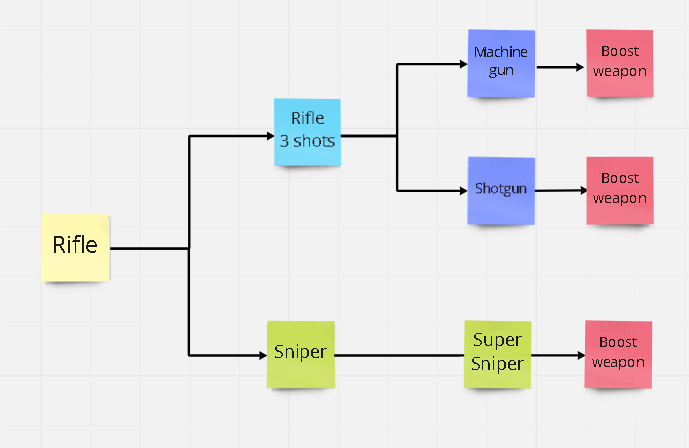 Machine
gun
Boost
weapon
Rifle
3 shots
Shotgun
Boost
weapon
Rifle
Sniper
Super
Sniper
Boost
weapon